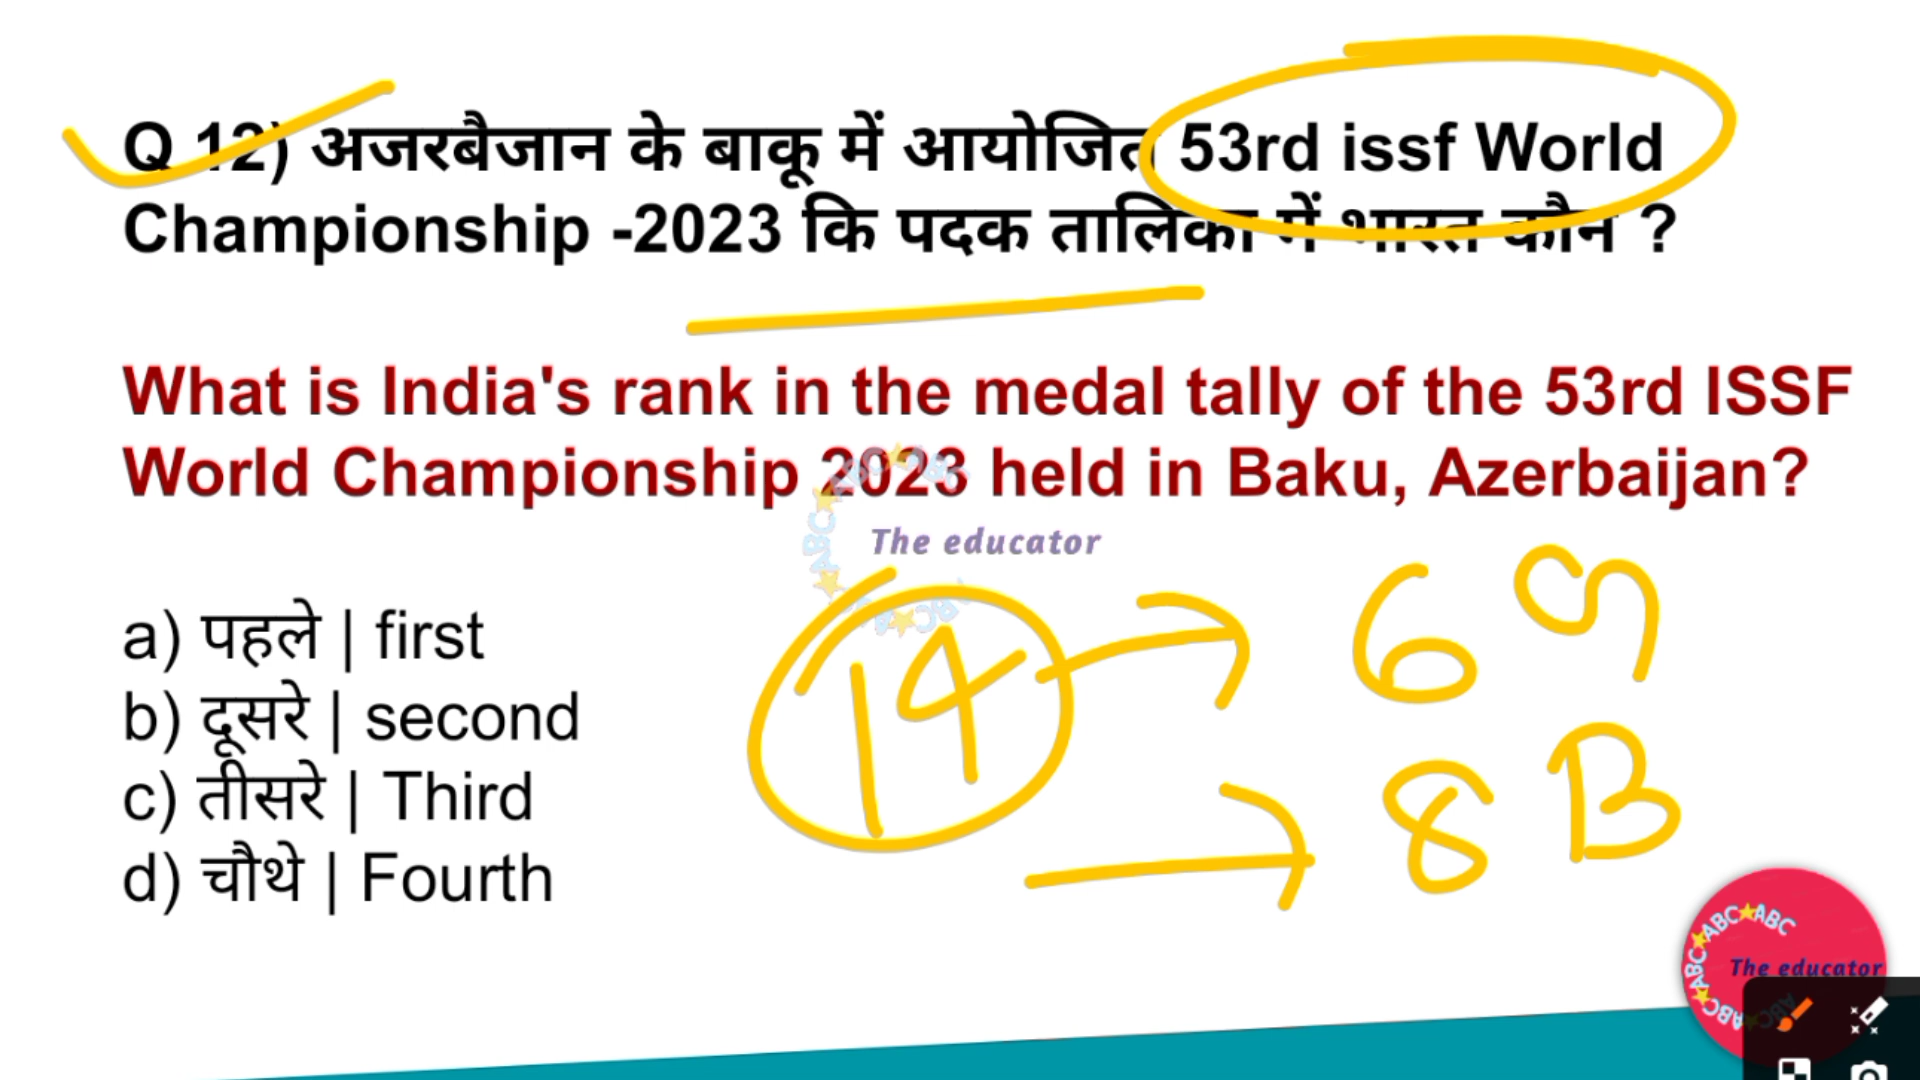 Q 12) अजरबैजान के बाकू में आयोजित 53rd issf World
Championship -2023 कि पदक तालिका में भारत कौन ?
What is India's rank in the medal tally of the 53rd ISSF
World Championship 2023 held in Baku, Azerbaijan?
The educator
a) पहले | first
b) दूसरे | second
c) तीसरे | Third
d) चौथे | Fourth
14
6 G
8 B
ABC★ABC★ABC★ABC
The educator